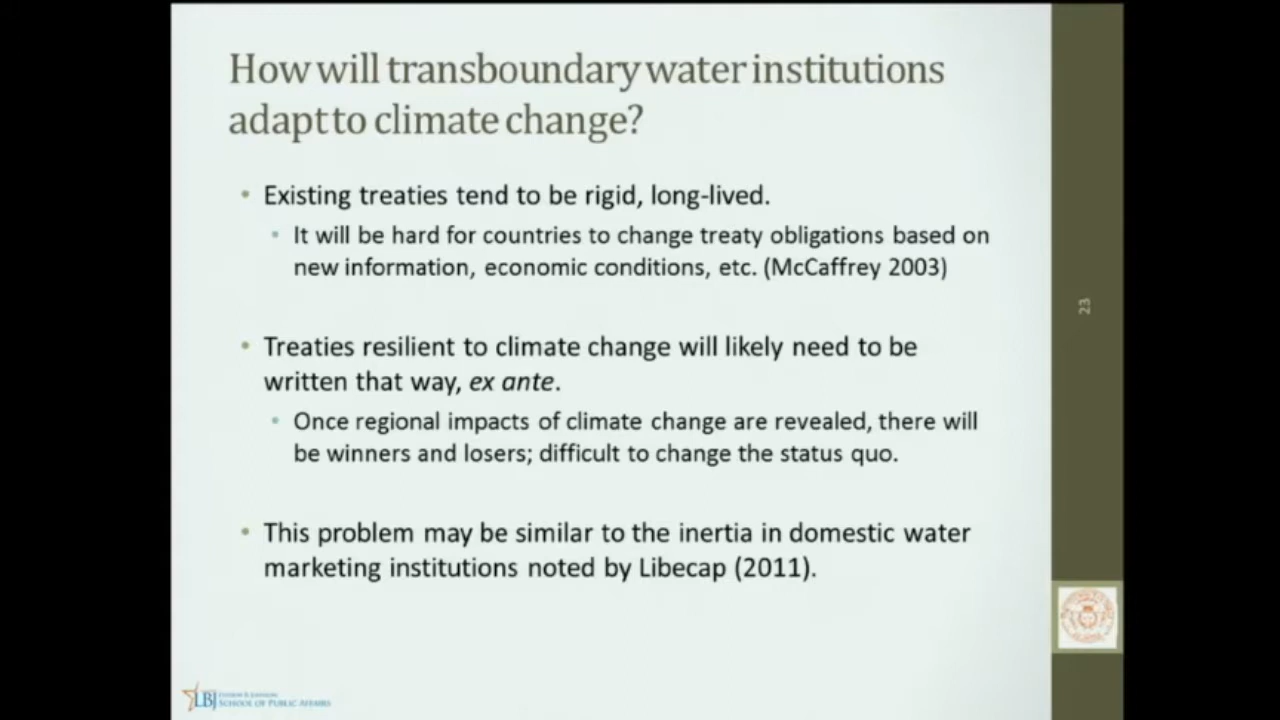 How will transboundary water institutions
adapt to climate change?
• Existing treaties tend to be rigid, long-lived.
• It will be hard for countries to change treaty obligations based on
new information, economic conditions, etc. (McCaffrey 2003)
• Treaties resilient to climate change will likely need to be
written that way, ex ante.
• Once regional impacts of climate change are revealed, there will
be winners and losers; difficult to change the status quo.
• This problem may be similar to the inertia in domestic water
marketing institutions noted by Libecap (2011).
23
LBJ
SCHOOL OF PUBLIC AFFAIRS